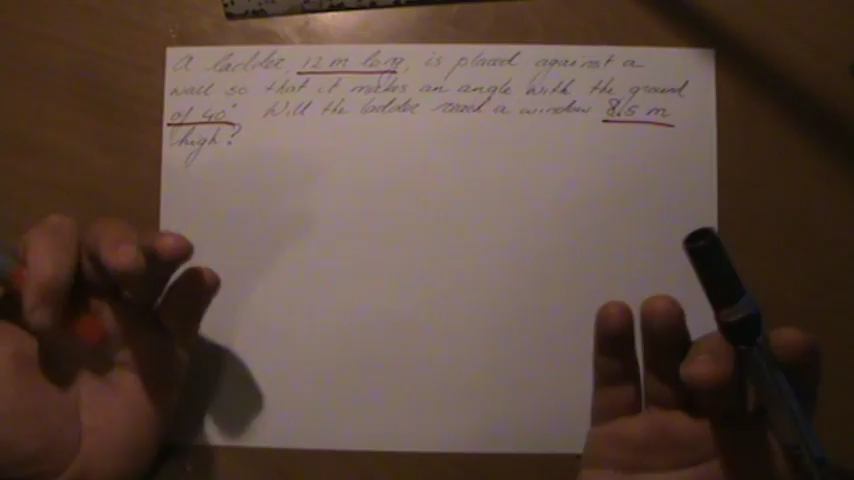 A ladder, 12 m long, is placed against a
wall so that it makes an angle with the ground
of 40° Will the ladder reach a window 8.5 m
high?